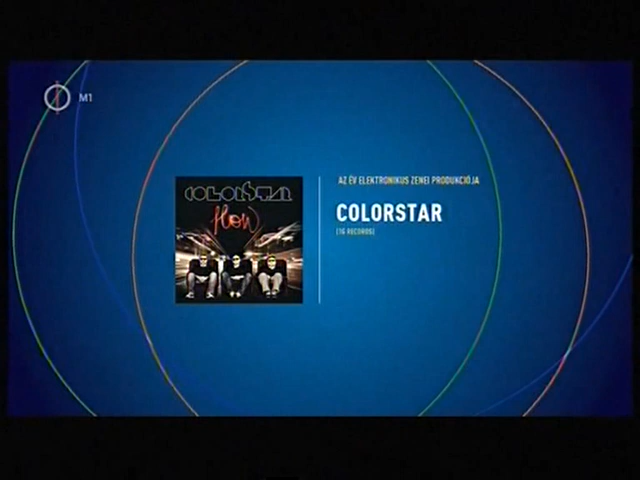 M1
COLORSTAR
flow
AZ ÉV ELEKTRONIKUS ZENEI PRODUKCIÓJA
COLORSTAR
(1G RECORDS)